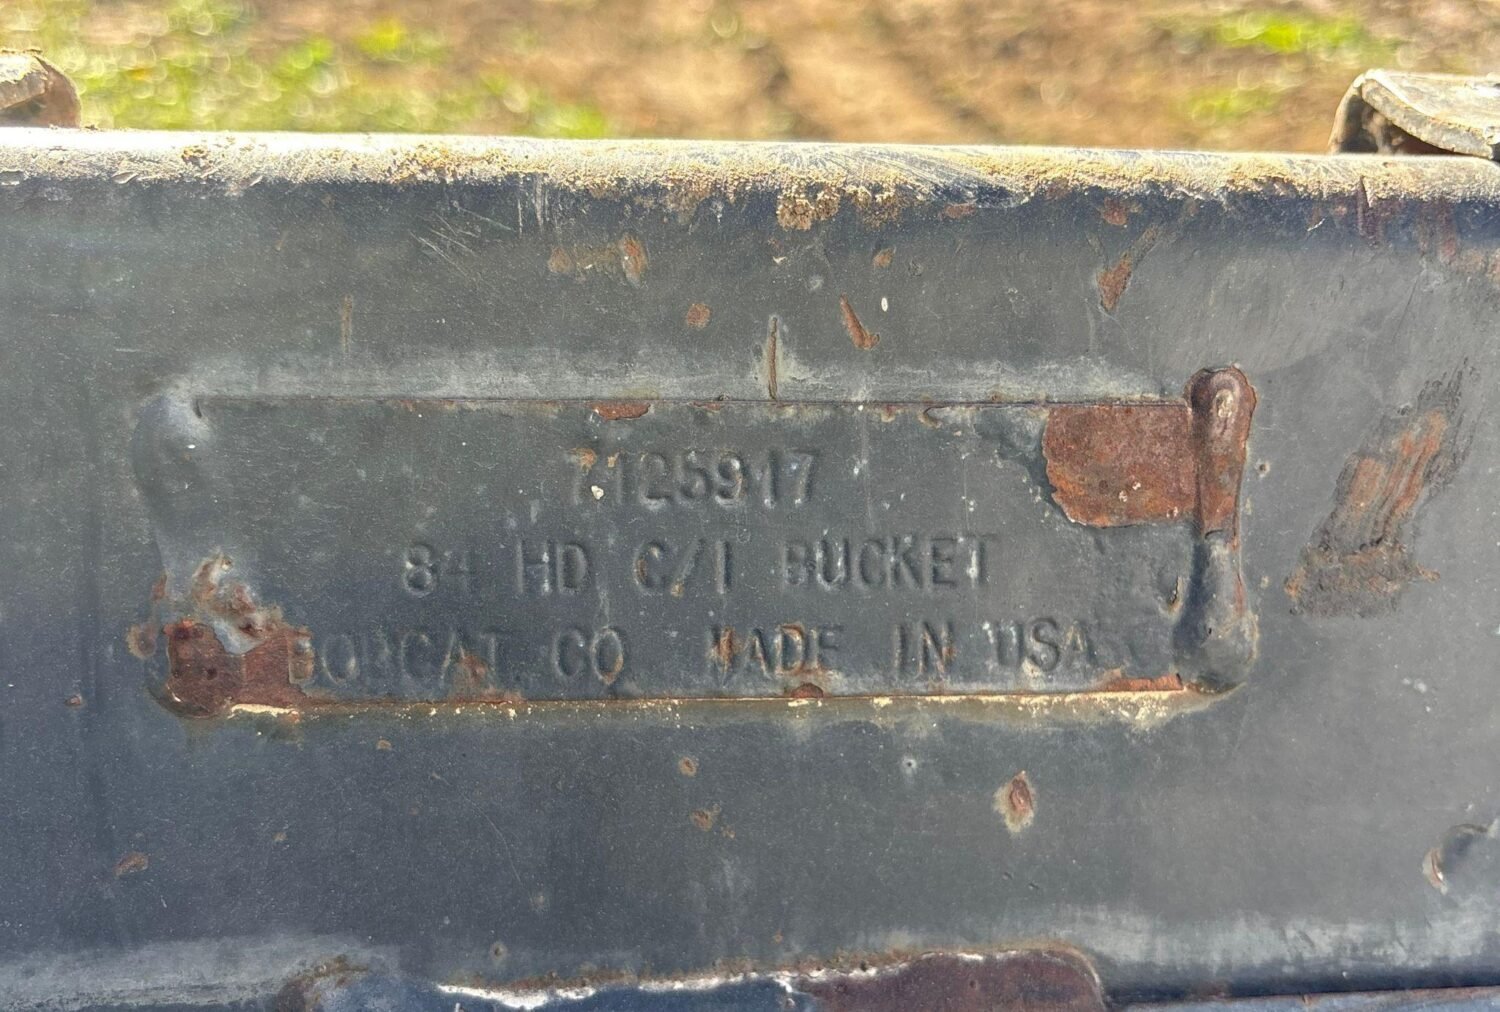 7125917
84 HD C/I BUCKET
BOBCAT CO MADE IN USA